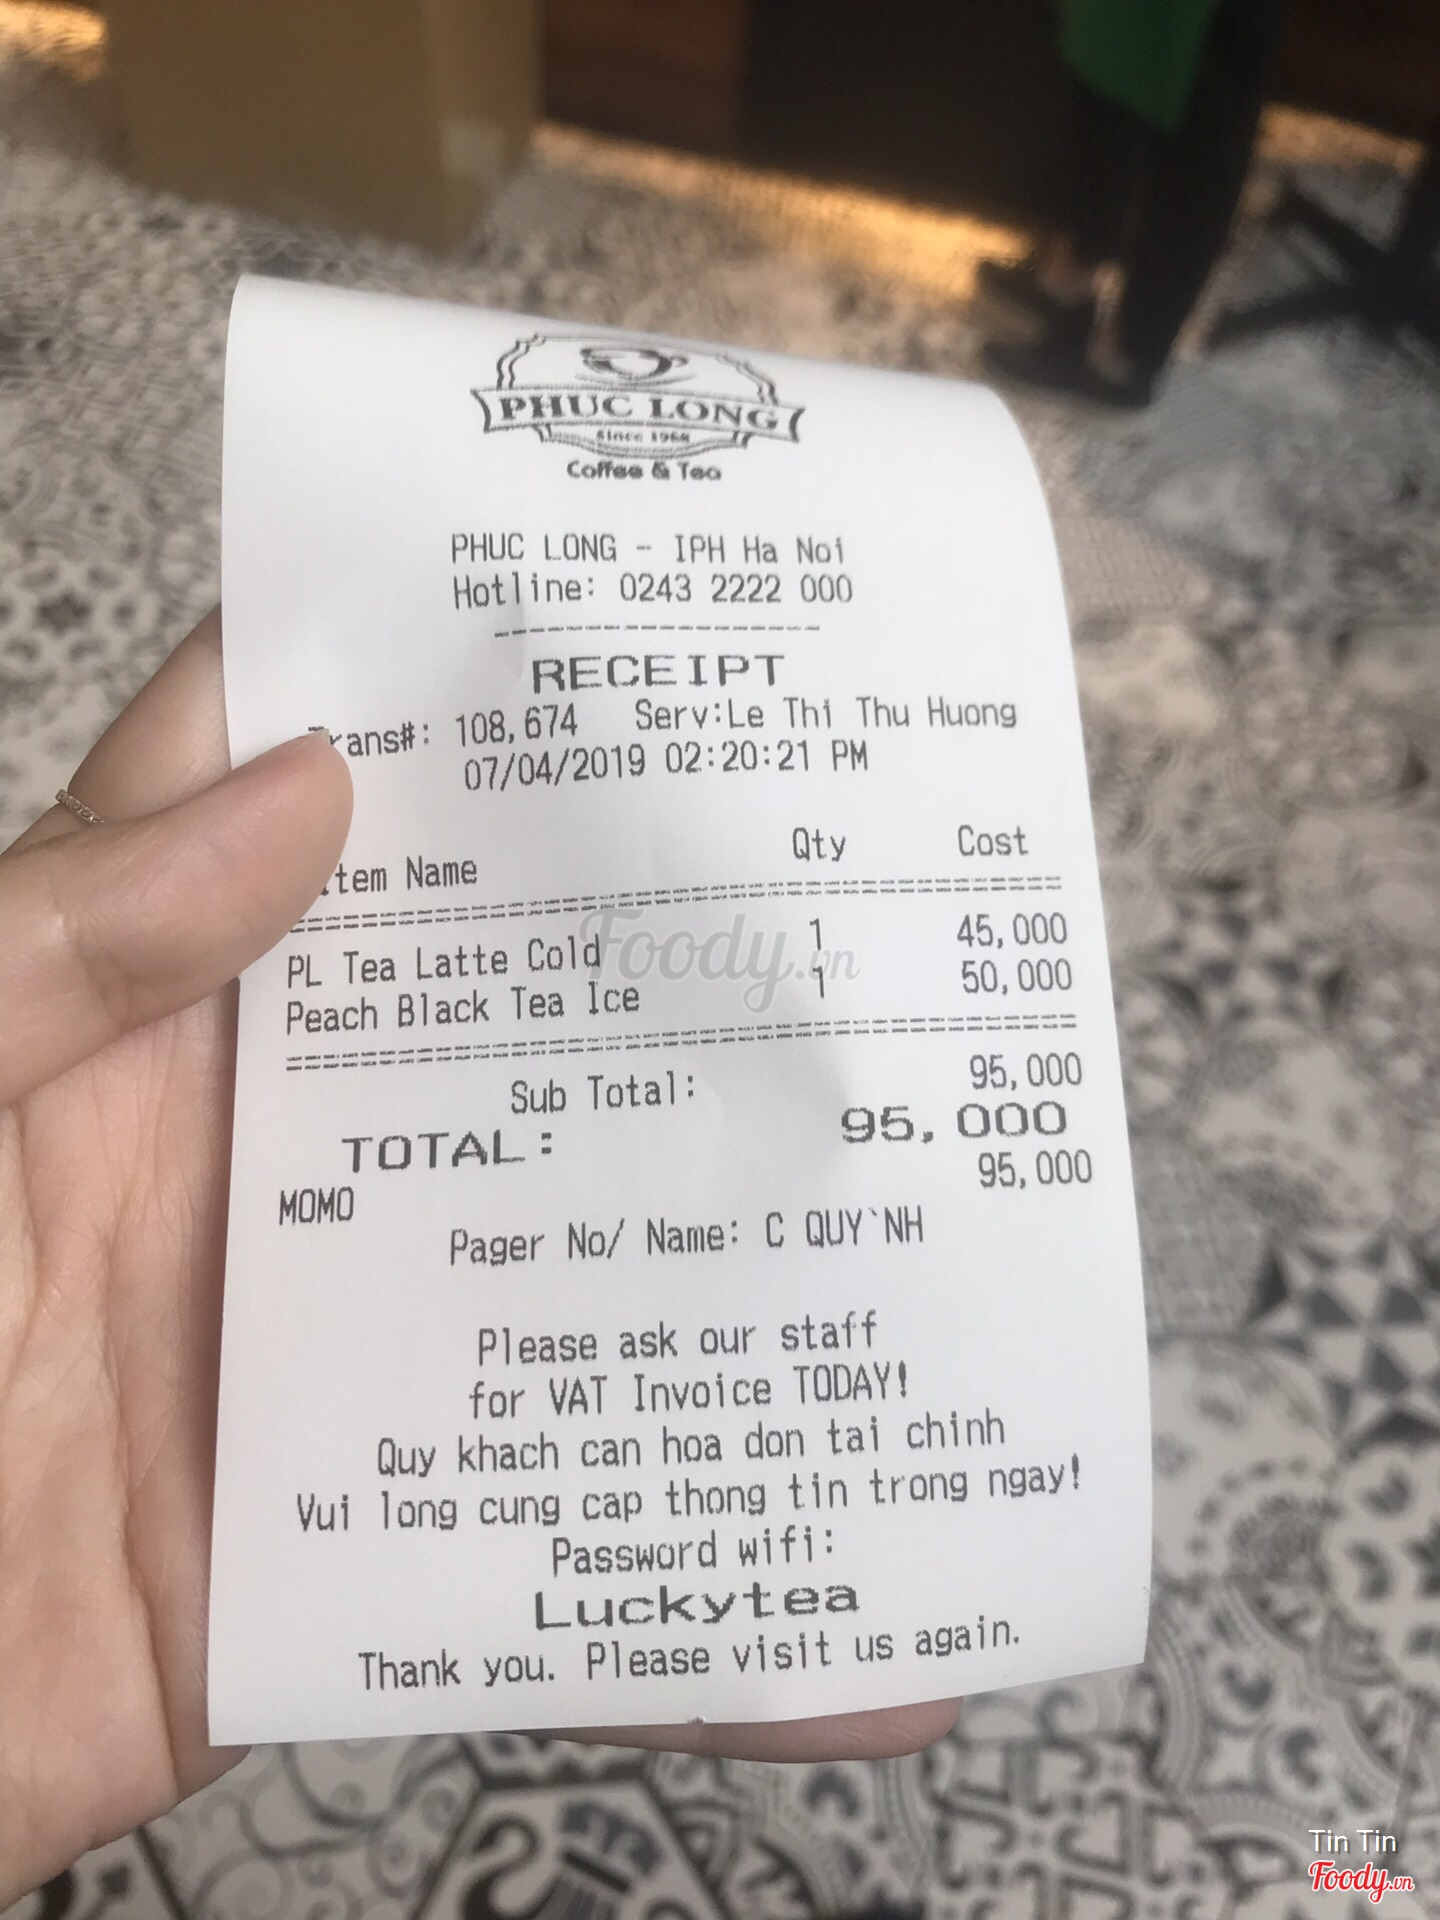 PHUC LONG
Since 1968
Coffee & Tea
PHUC LONG - IPH Ha Noi
Hotline: 0243 2222 000
RECEIPT
Trans#: 108,674 Serv:Le Thi Thu Huong
07/04/2019 02:20:21 PM
Item Name Qty Cost
PL Tea Latte Cold 1 45,000
Peach Black Tea Ice 1 50,000
Sub Total: 95,000
TOTAL: 95,000
MOMO 95,000
Pager No/ Name: C QUY`NH
Please ask our staff
for VAT Invoice TODAY!
Quy khach can hoa don tai chinh
Vui long cung cap thong tin trong ngay!
Password wifi:
Luckytea
Thank you. Please visit us again.
Foody.vn
Tin Tin
Foody.vn